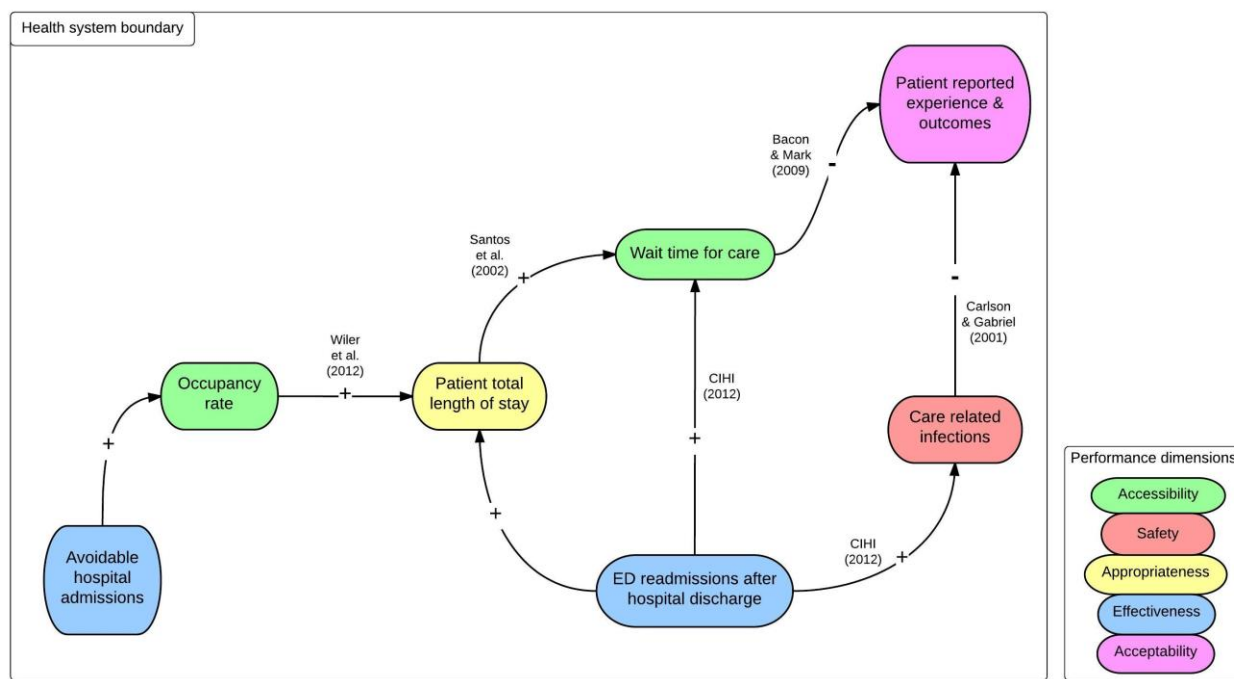 Health system boundary
Patient reported
experience &
outcomes
Bacon
& Mark
(2009)
-
Santos
et al.
(2002)
+
Wait time for care
-
Carlson
& Gabriel
(2001)
Wiler
et al.
(2012)
+
Occupancy
rate
Patient total
length of stay
CIHI
(2012)
+
Care related
infections
+
+
CIHI
(2012)
+
Avoidable
hospital
admissions
ED readmissions after
hospital discharge
Performance dimensions
Accessibility
Safety
Appropriateness
Effectiveness
Acceptability